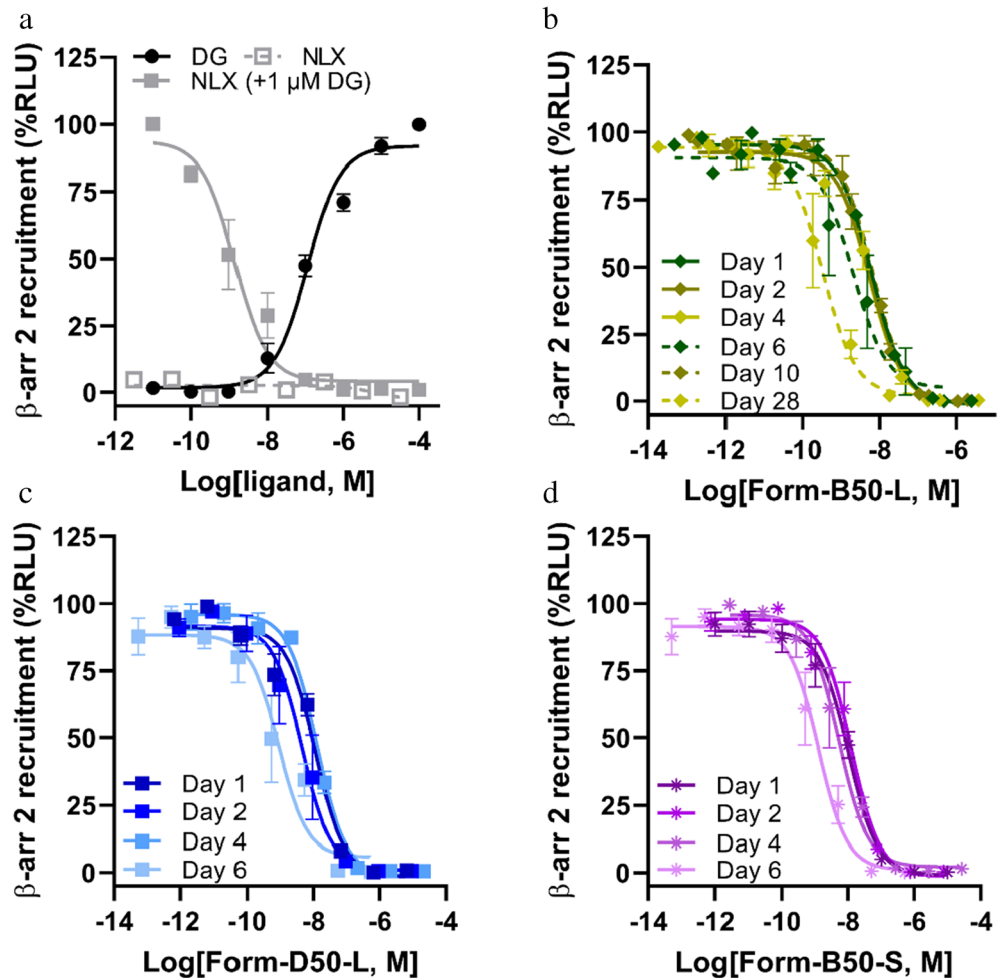 a
β-arr 2 recruitment (%RLU)
125
100
75
50
25
0
DG NLX
NLX (+1 µM DG)
-12 -10 -8 -6 -4
Log[ligand, M]
b
β-arr 2 recruitment (%RLU)
125
100
75
50
25
0
Day 1
Day 2
Day 4
Day 6
Day 10
Day 28
-14 -12 -10 -8 -6
Log[Form-B50-L, M]
c
β-arr 2 recruitment (%RLU)
125
100
75
50
25
0
Day 1
Day 2
Day 4
Day 6
-14 -12 -10 -8 -6 -4
Log[Form-D50-L, M]
d
β-arr 2 recruitment (%RLU)
125
100
75
50
25
0
Day 1
Day 2
Day 4
Day 6
-14 -12 -10 -8 -6 -4
Log[Form-B50-S, M]